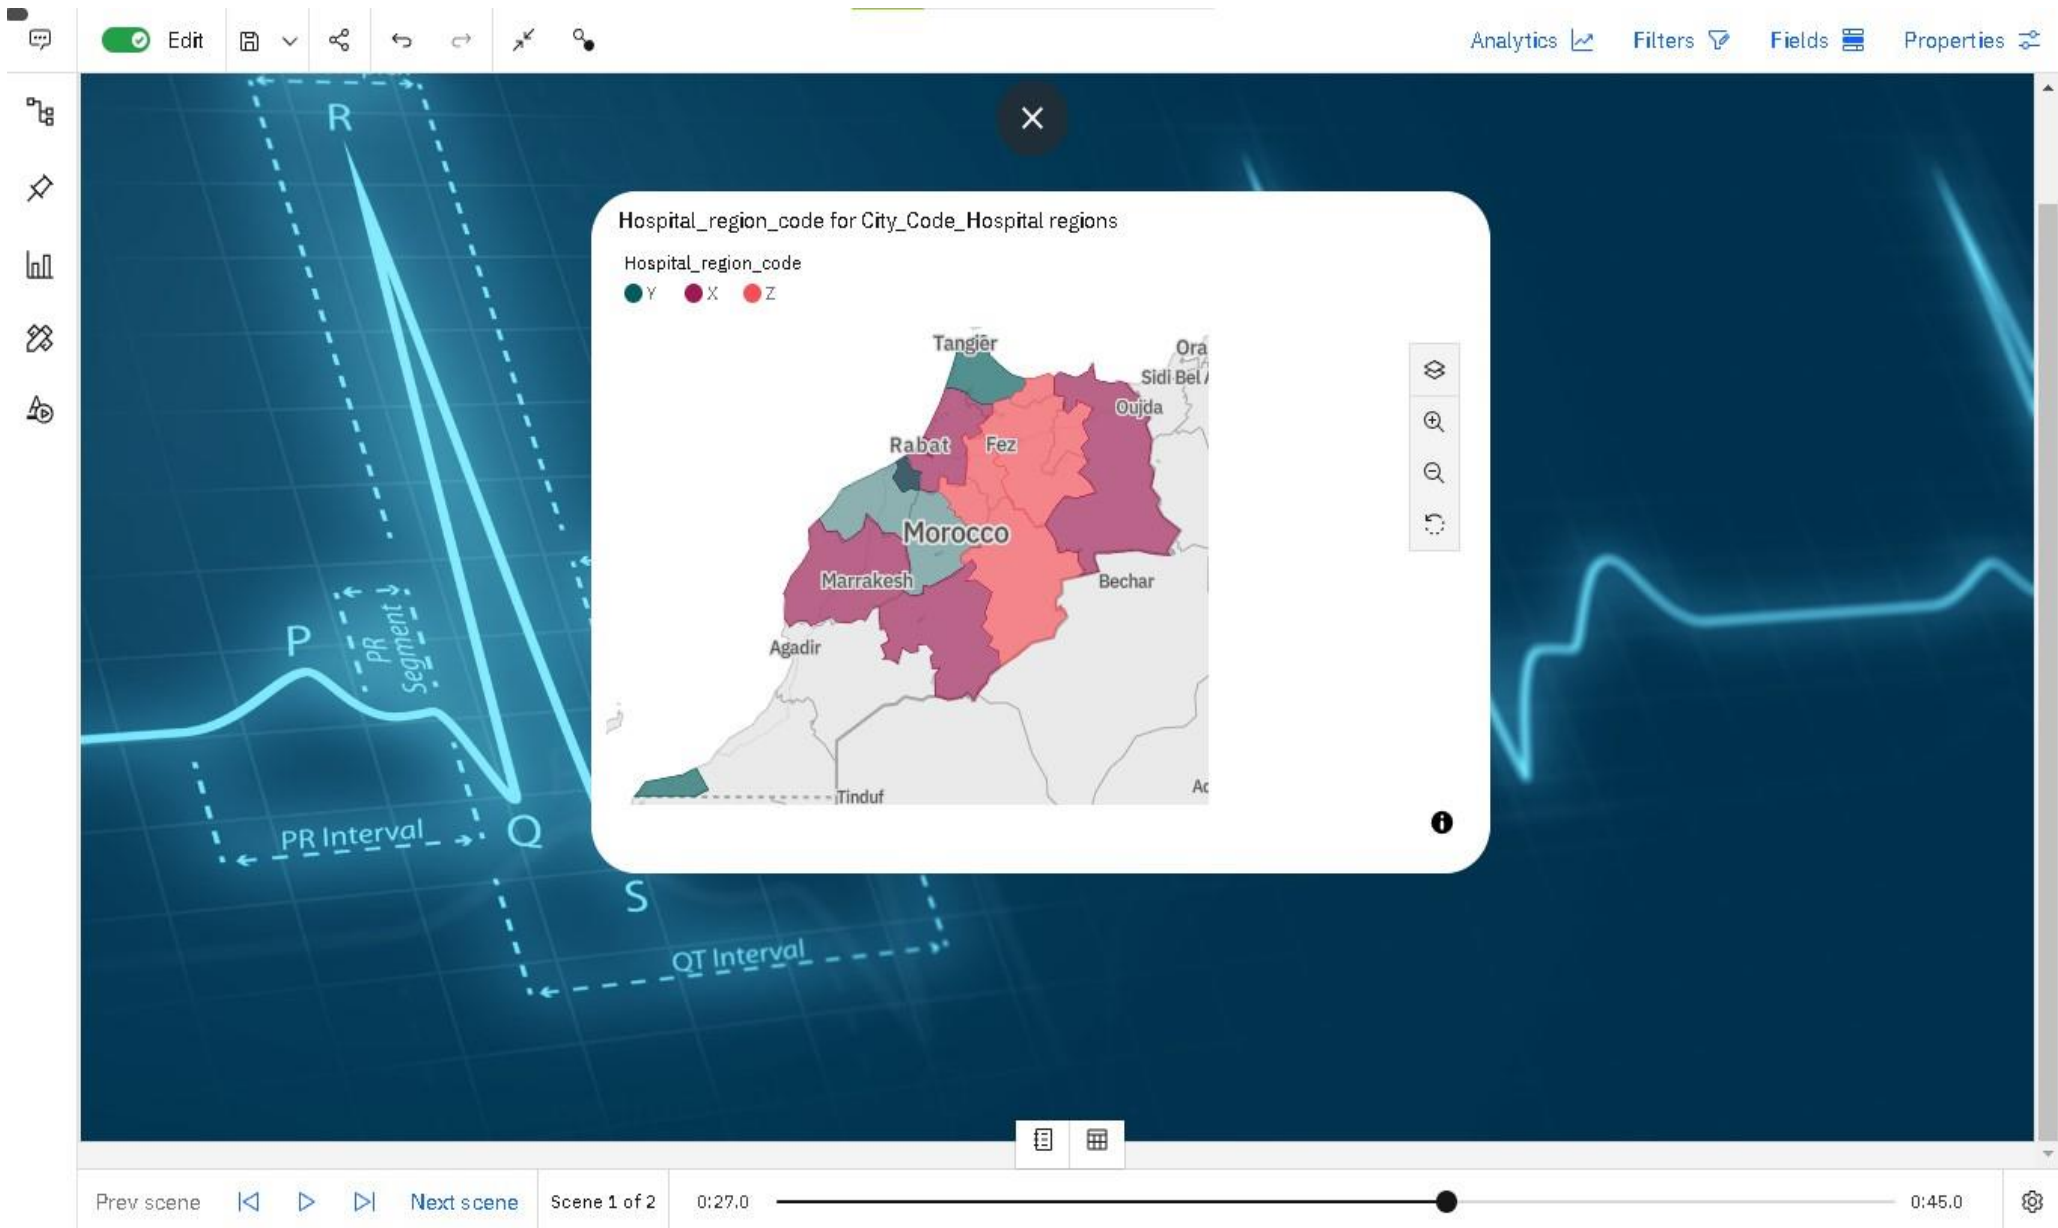 Edit
Analytics
Filters
Fields
Properties
R
Hospital_region_code for City_Code_Hospital regions
Hospital_region_code
Y X Z
Tangier
Ora
Sidi Bel
Oujda
Rabat
Fez
Morocco
Marrakesh
Bechar
Agadir
Tinduf
P
PR
Segment
PR Interval
Q
S
QT Interval
Prev scene
Next scene
Scene 1 of 2
0:27.0
0:45.0